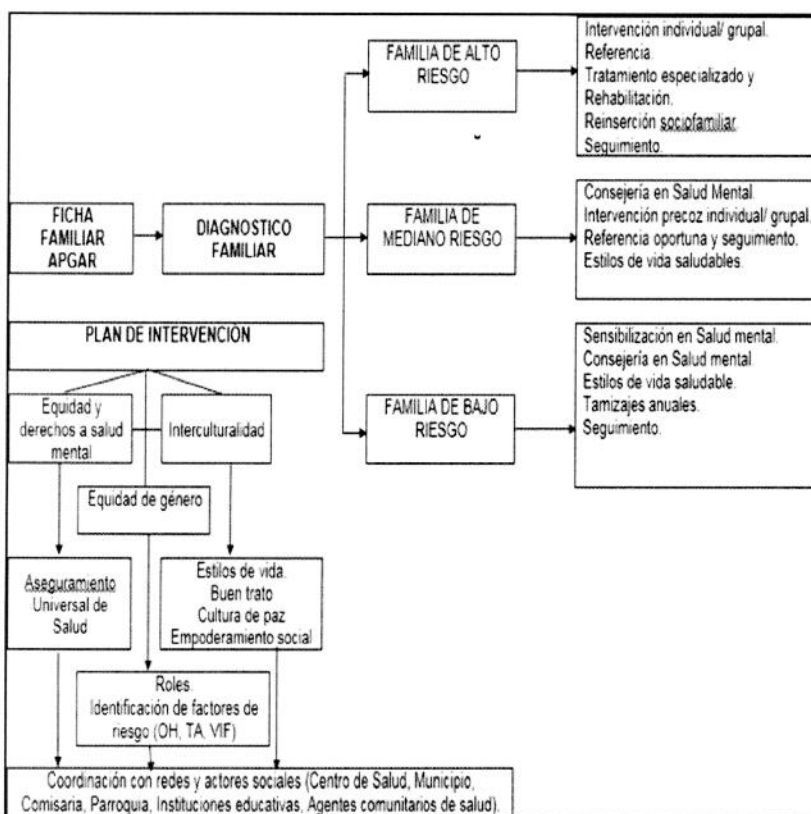 FAMILIA DE ALTO
RIESGO
Intervención individual/ grupal.
Referencia.
Tratamiento especializado y
Rehabilitación.
Reinserción sociofamiliar.
Seguimiento.
FICHA
FAMILIAR
APGAR
DIAGNOSTICO
FAMILIAR
FAMILIA DE
MEDIANO RIESGO
Consejería en Salud Mental.
Intervención precoz individual/ grupal.
Referencia oportuna y seguimiento.
Estilos de vida saludables.
PLAN DE INTERVENCIÓN
Equidad y
derechos a salud
mental
Interculturalidad
Equidad de género
FAMILIA DE BAJO
RIESGO
Sensibilización en Salud mental.
Consejería en Salud mental.
Estilos de vida saludable.
Tamizajes anuales.
Seguimiento.
Aseguramiento
Universal de
Salud
Estilos de vida.
Buen trato
Cultura de paz
Empoderamiento social
Roles.
Identificación de factores de
riesgo (OH, TA, VIF)
Coordinación con redes y actores sociales (Centro de Salud, Municipio,
Comisaria, Parroquia, Instituciones educativas, Agentes comunitarios de salud).